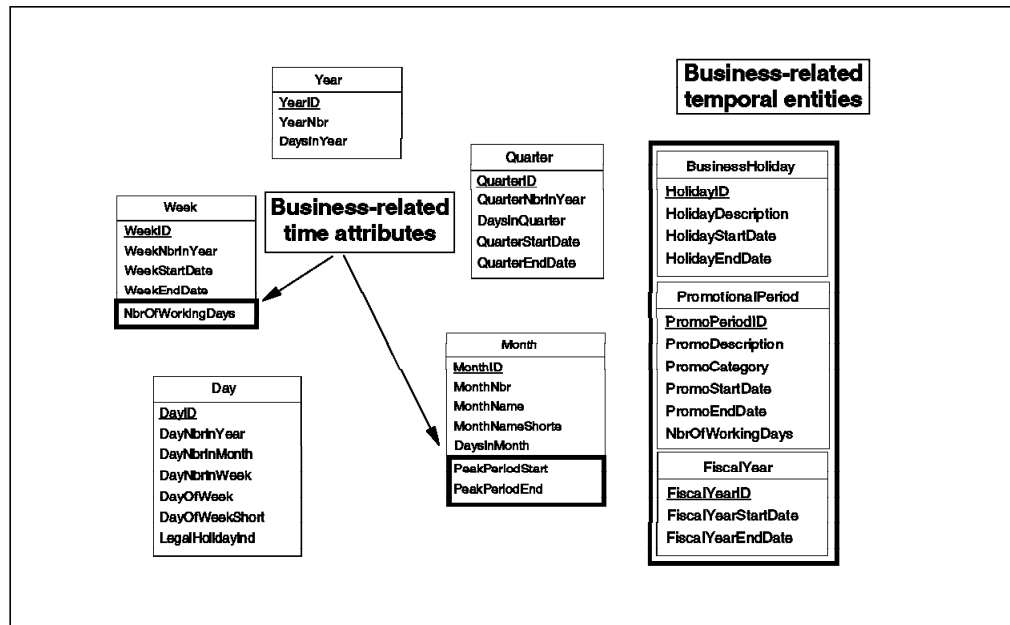 Year
YearID
YearNbr
DaysInYear
Business-related
temporal entities
Quarter
QuarterID
QuarterNbrInYear
DaysInQuarter
QuarterStartDate
QuarterEndDate
Week
WeekID
WeekNbrInYear
WeekStartDate
WeekEndDate
NbrOfWorkingDays
Business-related
time attributes
BusinessHoliday
HolidayID
HolidayDescription
HolidayStartDate
HolidayEndDate
PromotionalPeriod
PromoPeriodID
PromoDescription
PromoCategory
PromoStartDate
PromoEndDate
NbrOfWorkingDays
Month
MonthID
MonthNbr
MonthName
MonthNameShorte
DaysInMonth
PeakPeriodStart
PeakPeriodEnd
Day
DayID
DayNbrInYear
DayNbrInMonth
DayNbrInWeek
DayOfWeek
DayOfWeekShort
LegalHolidayInd
FiscalYear
FiscalYearID
FiscalYearStartDate
FiscalYearEndDate